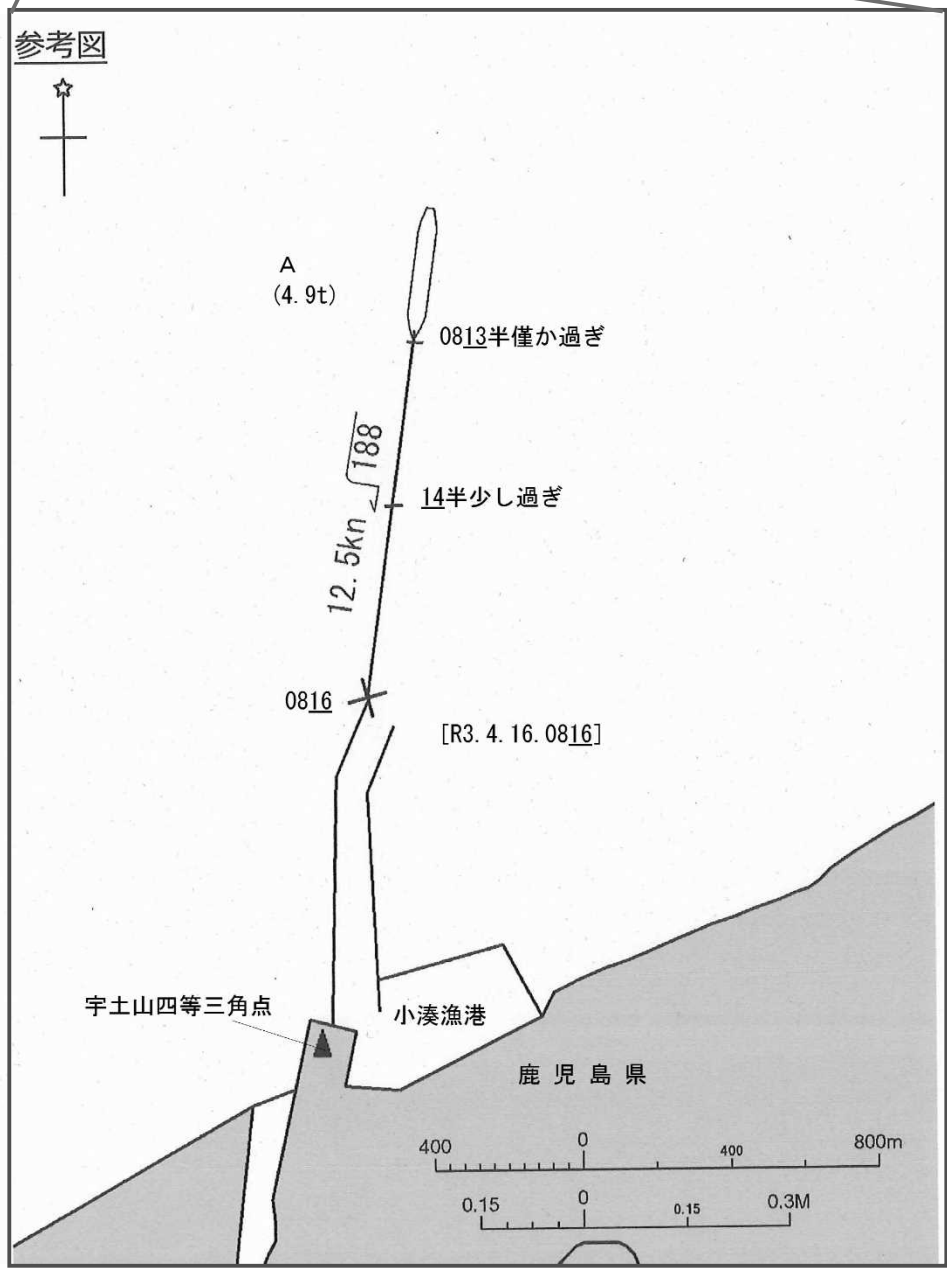 参考図
A
(4.9t)
0813半僅か過ぎ
188
14半少し過ぎ
12.5kn
0816
[R3.4.16.0816]
宇土山四等三角点
小湊漁港
鹿児島県
400 0 400 800m
0.15 0 0.15 0.3M